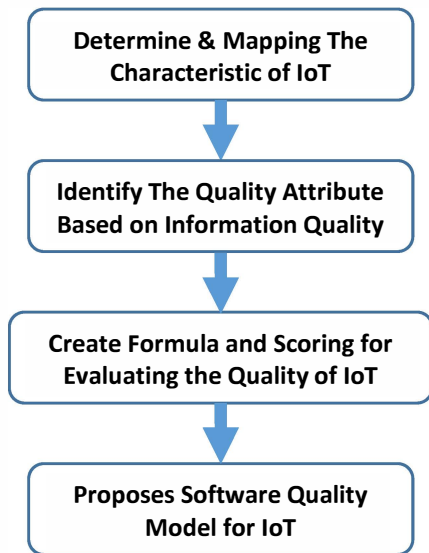 Determine & Mapping The
Characteristic of IoT
Identify The Quality Attribute
Based on Information Quality
Create Formula and Scoring for
Evaluating the Quality of IoT
Proposes Software Quality
Model for IoT